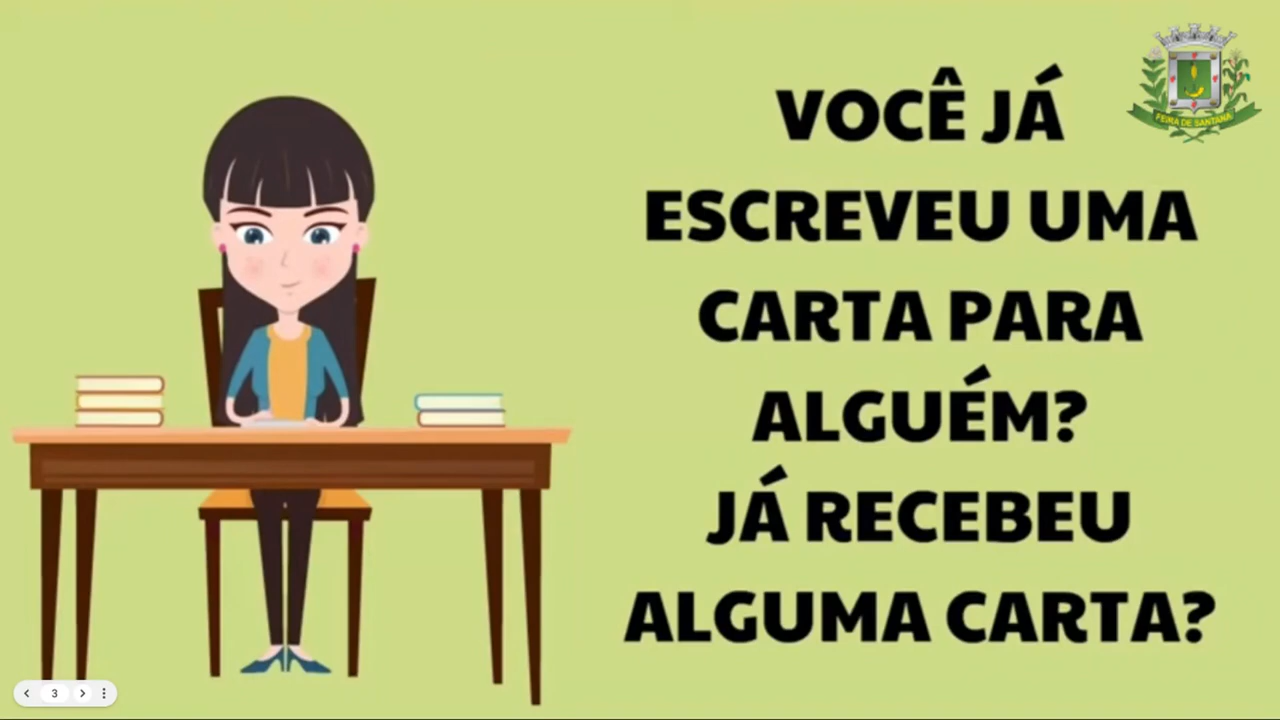 VOCÊ JÁ
ESCREVEU UMA
CARTA PARA
ALGUÉM?
JÁ RECEBEU
ALGUMA CARTA?
FEIRA DE SANTANA
3